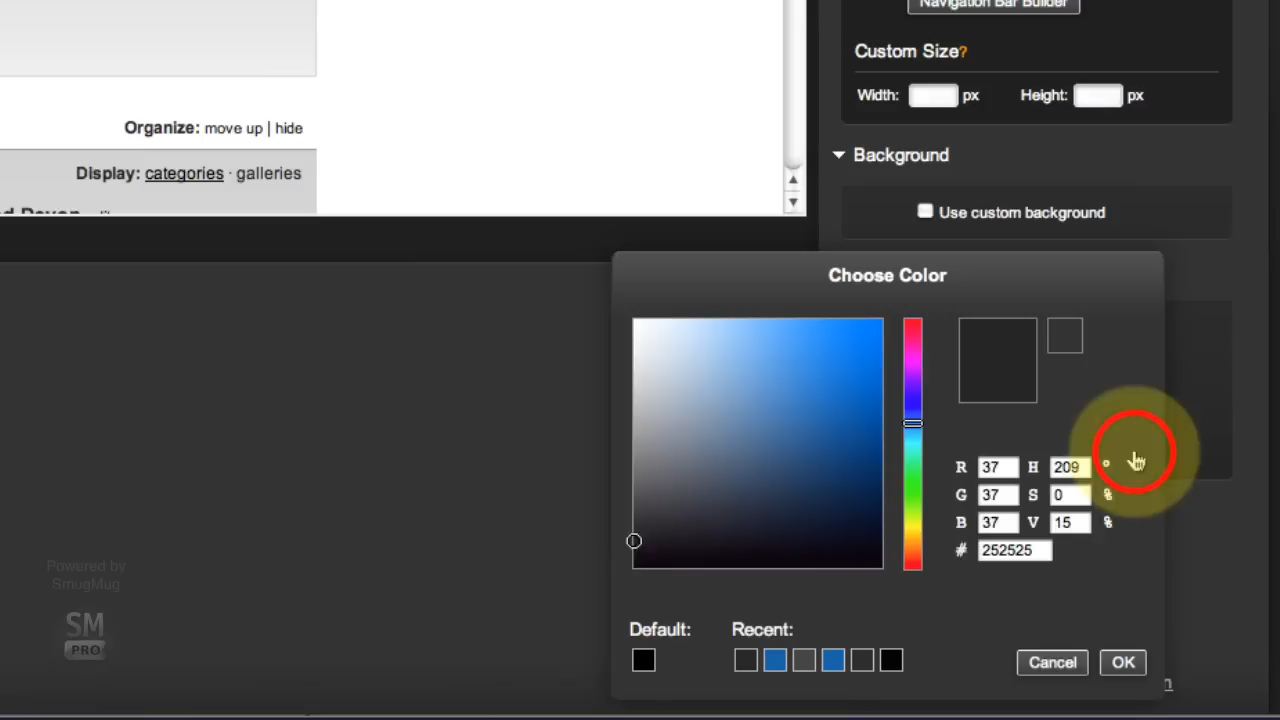 Navigation Bar Builder
Custom Size?
Width: px Height: px
Organize: move up | hide
Background
Display: categories · galleries
Use custom background
Choose Color
R 37 H 209 °
G 37 S 0 %
B 37 V 15 %
# 252525
Powered by
SmugMug
SM
PRO
Default: Recent:
Cancel OK